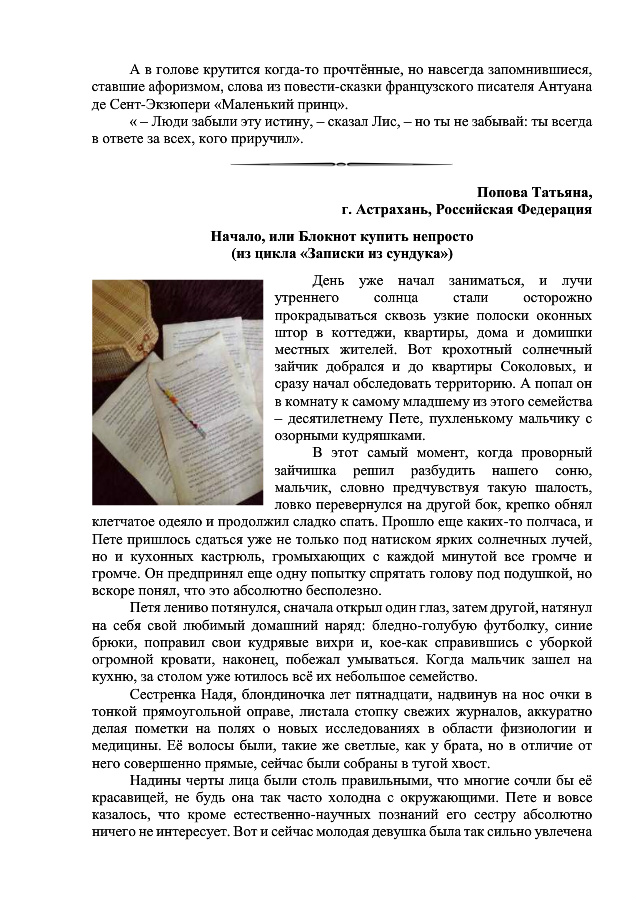 А в голове крутится когда-то прочтённые, но навсегда запомнившиеся,
ставшие афоризмом, слова из повести-сказки французского писателя Антуана
де Сент-Экзюпери «Маленький принц».
« – Люди забыли эту истину, – сказал Лис, – но ты не забывай: ты всегда
в ответе за всех, кого приручил».
Попова Татьяна,
г. Астрахань, Российская Федерация
Начало, или Блокнот купить непросто
(из цикла «Записки из сундука»)
День уже начал заниматься, и лучи
утреннего солнца стали осторожно
прокрадываться сквозь узкие полоски оконных
штор в коттеджи, квартиры, дома и домишки
местных жителей. Вот крохотный солнечный
зайчик добрался и до квартиры Соколовых, и
сразу начал обследовать территорию. А попал он
в комнату к самому младшему из этого семейства
– десятилетнему Пете, пухленькому мальчику с
озорными кудряшками.
В этот самый момент, когда проворный
зайчишка решил разбудить нашего соню,
мальчик, словно предчувствуя такую шалость,
ловко перевернулся на другой бок, крепко обнял
клетчатое одеяло и продолжил сладко спать. Прошло еще каких-то полчаса, и
Пете пришлось сдаться уже не только под натиском ярких солнечных лучей,
но и кухонных кастрюль, громыхающих с каждой минутой все громче и
громче. Он предпринял еще одну попытку спрятать голову под подушкой, но
вскоре понял, что это абсолютно бесполезно.
Петя лениво потянулся, сначала открыл один глаз, затем другой, натянул
на себя свой любимый домашний наряд: бледно-голубую футболку, синие
брюки, поправил свои кудрявые вихри и, кое-как справившись с уборкой
огромной кровати, наконец, побежал умываться. Когда мальчик зашел на
кухню, за столом уже ютилось всё их небольшое семейство.
Сестренка Надя, блондиночка лет пятнадцати, надвинув на нос очки в
тонкой прямоугольной оправе, листала стопку свежих журналов, аккуратно
делая пометки на полях о новых исследованиях в области физиологии и
медицины. Её волосы были, такие же светлые, как у брата, но в отличие от
него совершенно прямые, сейчас были собраны в тугой хвост.
Надины черты лица были столь правильными, что многие сочли бы её
красавицей, не будь она так часто холодна с окружающими. Пете и вовсе
казалось, что кроме естественно-научных познаний его сестру абсолютно
ничего не интересует. Вот и сейчас молодая девушка была так сильно увлечена